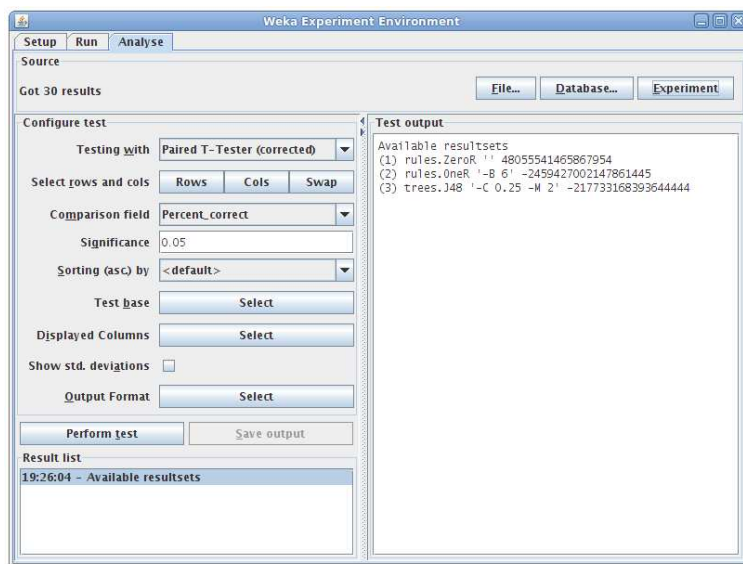 Weka Experiment Environment
Setup Run Analyse
Source
Got 30 results
File... Database... Experiment
Configure test
Testing with Paired T-Tester (corrected)
Select rows and cols Rows Cols Swap
Comparison field Percent_correct
Significance 0.05
Sorting (asc.) by <default>
Test base Select
Displayed Columns Select
Show std. deviations
Output Format Select
Perform test Save output
Result list
19:26:04 - Available resultsets
Test output
Available resultsets
(1) rules.ZeroR '' 48055541465867954
(2) rules.OneR '-B 6' -2459427002147861445
(3) trees.J48 '-C 0.25 -M 2' -217733168393644444